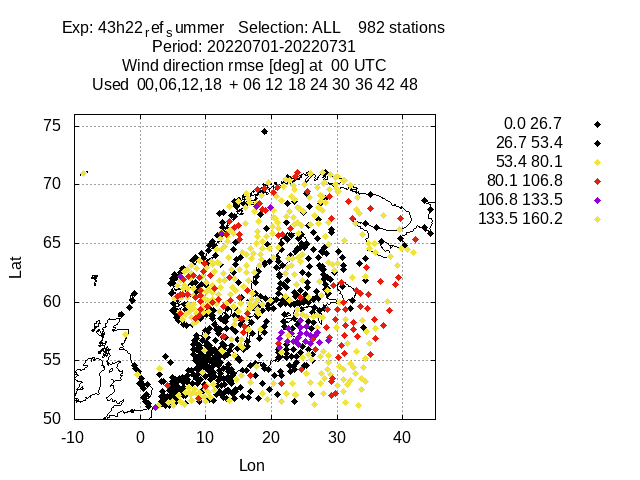 Exp: 43h22refsummer   Selection: ALL    982 stations
Period: 20220701-20220731
Wind direction rmse [deg] at  00 UTC
Used  00,06,12,18  + 06 12 18 24 30 36 42 48
0.0 26.7
26.7 53.4
53.4 80.1
80.1 106.8
106.8 133.5
133.5 160.2
75
70
65
60
55
50
Lat
-10 0 10 20 30 40
Lon